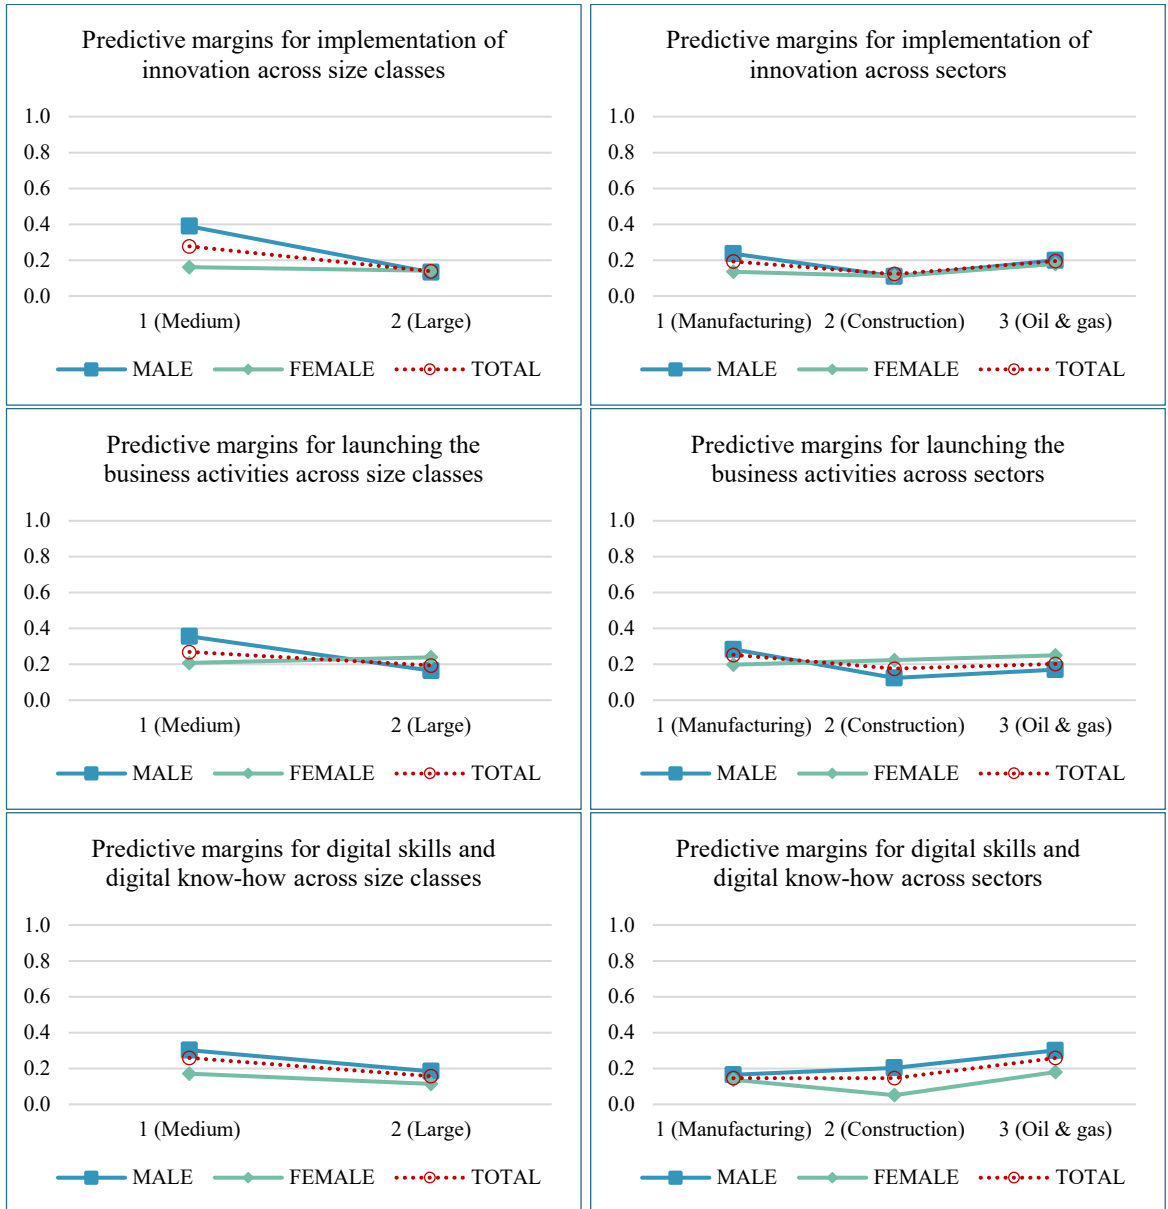 Predictive margins for implementation of
innovation across size classes
1.0
0.8
0.6
0.4
0.2
0.0
1 (Medium)
2 (Large)
MALE
FEMALE
TOTAL
Predictive margins for implementation of
innovation across sectors
1.0
0.8
0.6
0.4
0.2
0.0
1 (Manufacturing)
2 (Construction)
3 (Oil & gas)
MALE
FEMALE
TOTAL
Predictive margins for launching the
business activities across size classes
1.0
0.8
0.6
0.4
0.2
0.0
1 (Medium)
2 (Large)
MALE
FEMALE
TOTAL
Predictive margins for launching the
business activities across sectors
1.0
0.8
0.6
0.4
0.2
0.0
1 (Manufacturing)
2 (Construction)
3 (Oil & gas)
MALE
FEMALE
TOTAL
Predictive margins for digital skills and
digital know-how across size classes
1.0
0.8
0.6
0.4
0.2
0.0
1 (Medium)
2 (Large)
MALE
FEMALE
TOTAL
Predictive margins for digital skills and
digital know-how across sectors
1.0
0.8
0.6
0.4
0.2
0.0
1 (Manufacturing)
2 (Construction)
3 (Oil & gas)
MALE
FEMALE
TOTAL